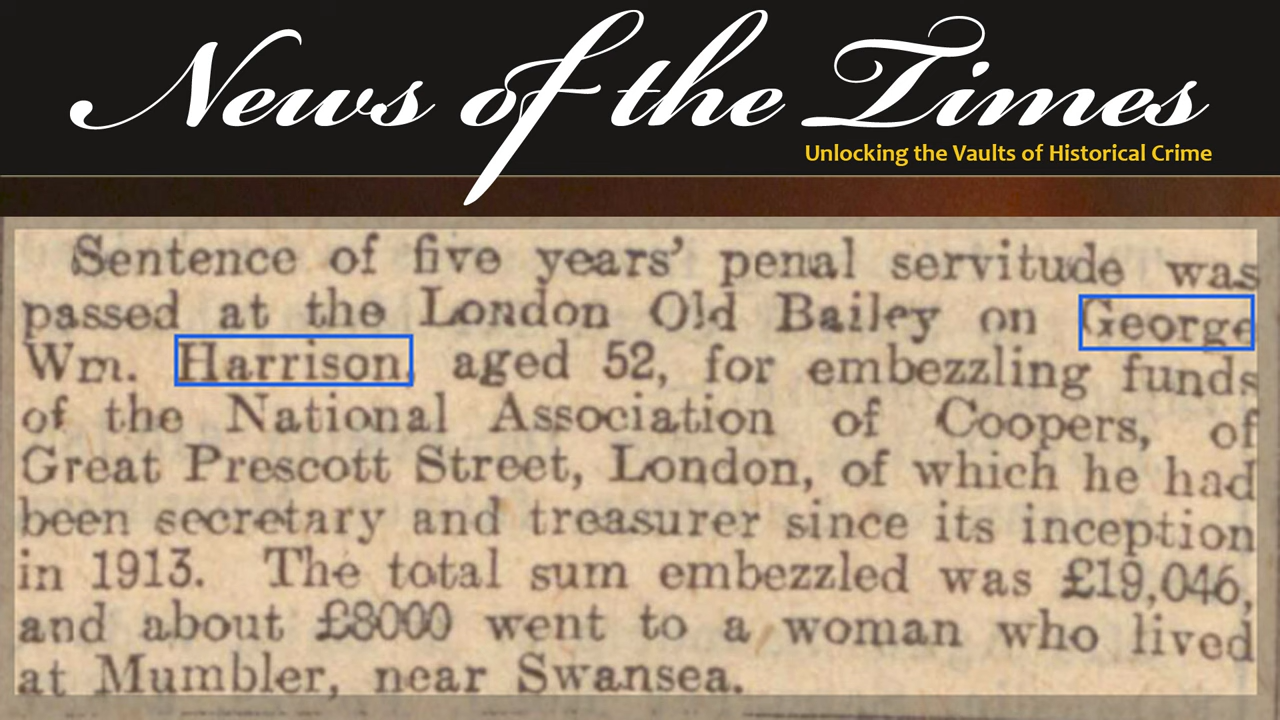 News of the Times
Unlocking the Vaults of Historical Crime
Sentence of five years' penal servitude was
passed at the London Old Bailey on George
Wm. Harrison, aged 52, for embezzling funds
of the National Association of Coopers, of
Great Prescott Street, London, of which he had
been secretary and treasurer since its inception
in 1913. The total sum embezzled was £19,046,
and about £8000 went to a woman who lived
at Mumbler, near Swansea.